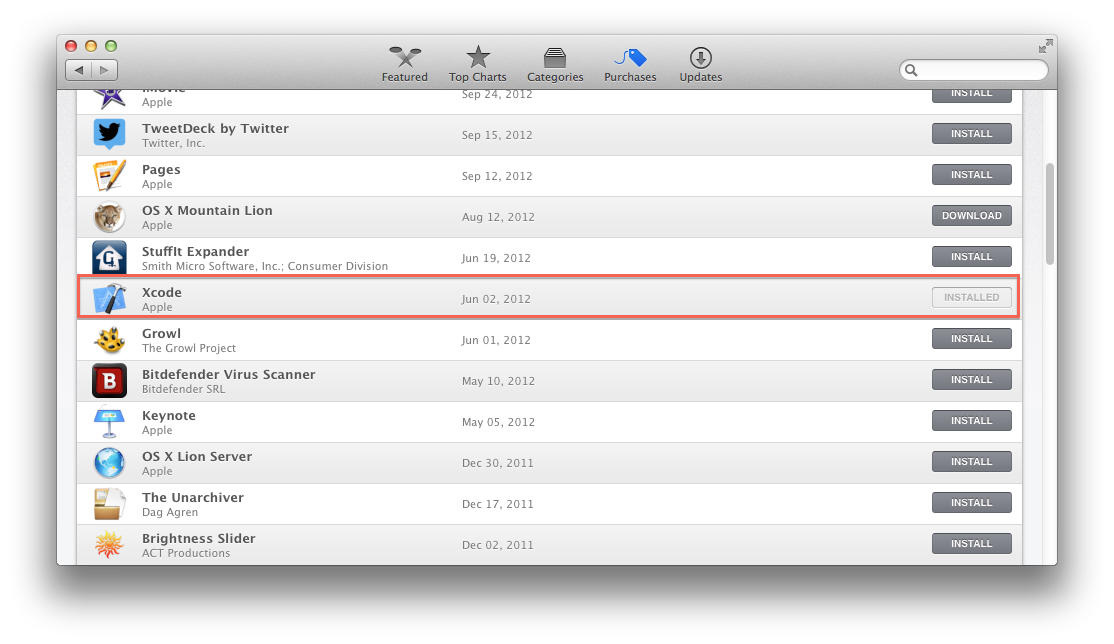 Featured
Top Charts
Categories
Purchases
Updates
iMovie
Apple
Sep 24, 2012
INSTALL
TweetDeck by Twitter
Twitter, Inc.
Sep 15, 2012
INSTALL
Pages
Apple
Sep 12, 2012
INSTALL
OS X Mountain Lion
Apple
Aug 12, 2012
DOWNLOAD
StuffIt Expander
Smith Micro Software, Inc.; Consumer Division
Jun 19, 2012
INSTALL
Xcode
Apple
Jun 02, 2012
INSTALLED
Growl
The Growl Project
Jun 01, 2012
INSTALL
B
Bitdefender Virus Scanner
Bitdefender SRL
May 10, 2012
INSTALL
Keynote
Apple
May 05, 2012
INSTALL
OS X Lion Server
Apple
Dec 30, 2011
INSTALL
The Unarchiver
Dag Agren
Dec 17, 2011
INSTALL
Brightness Slider
ACT Productions
Dec 02, 2011
INSTALL